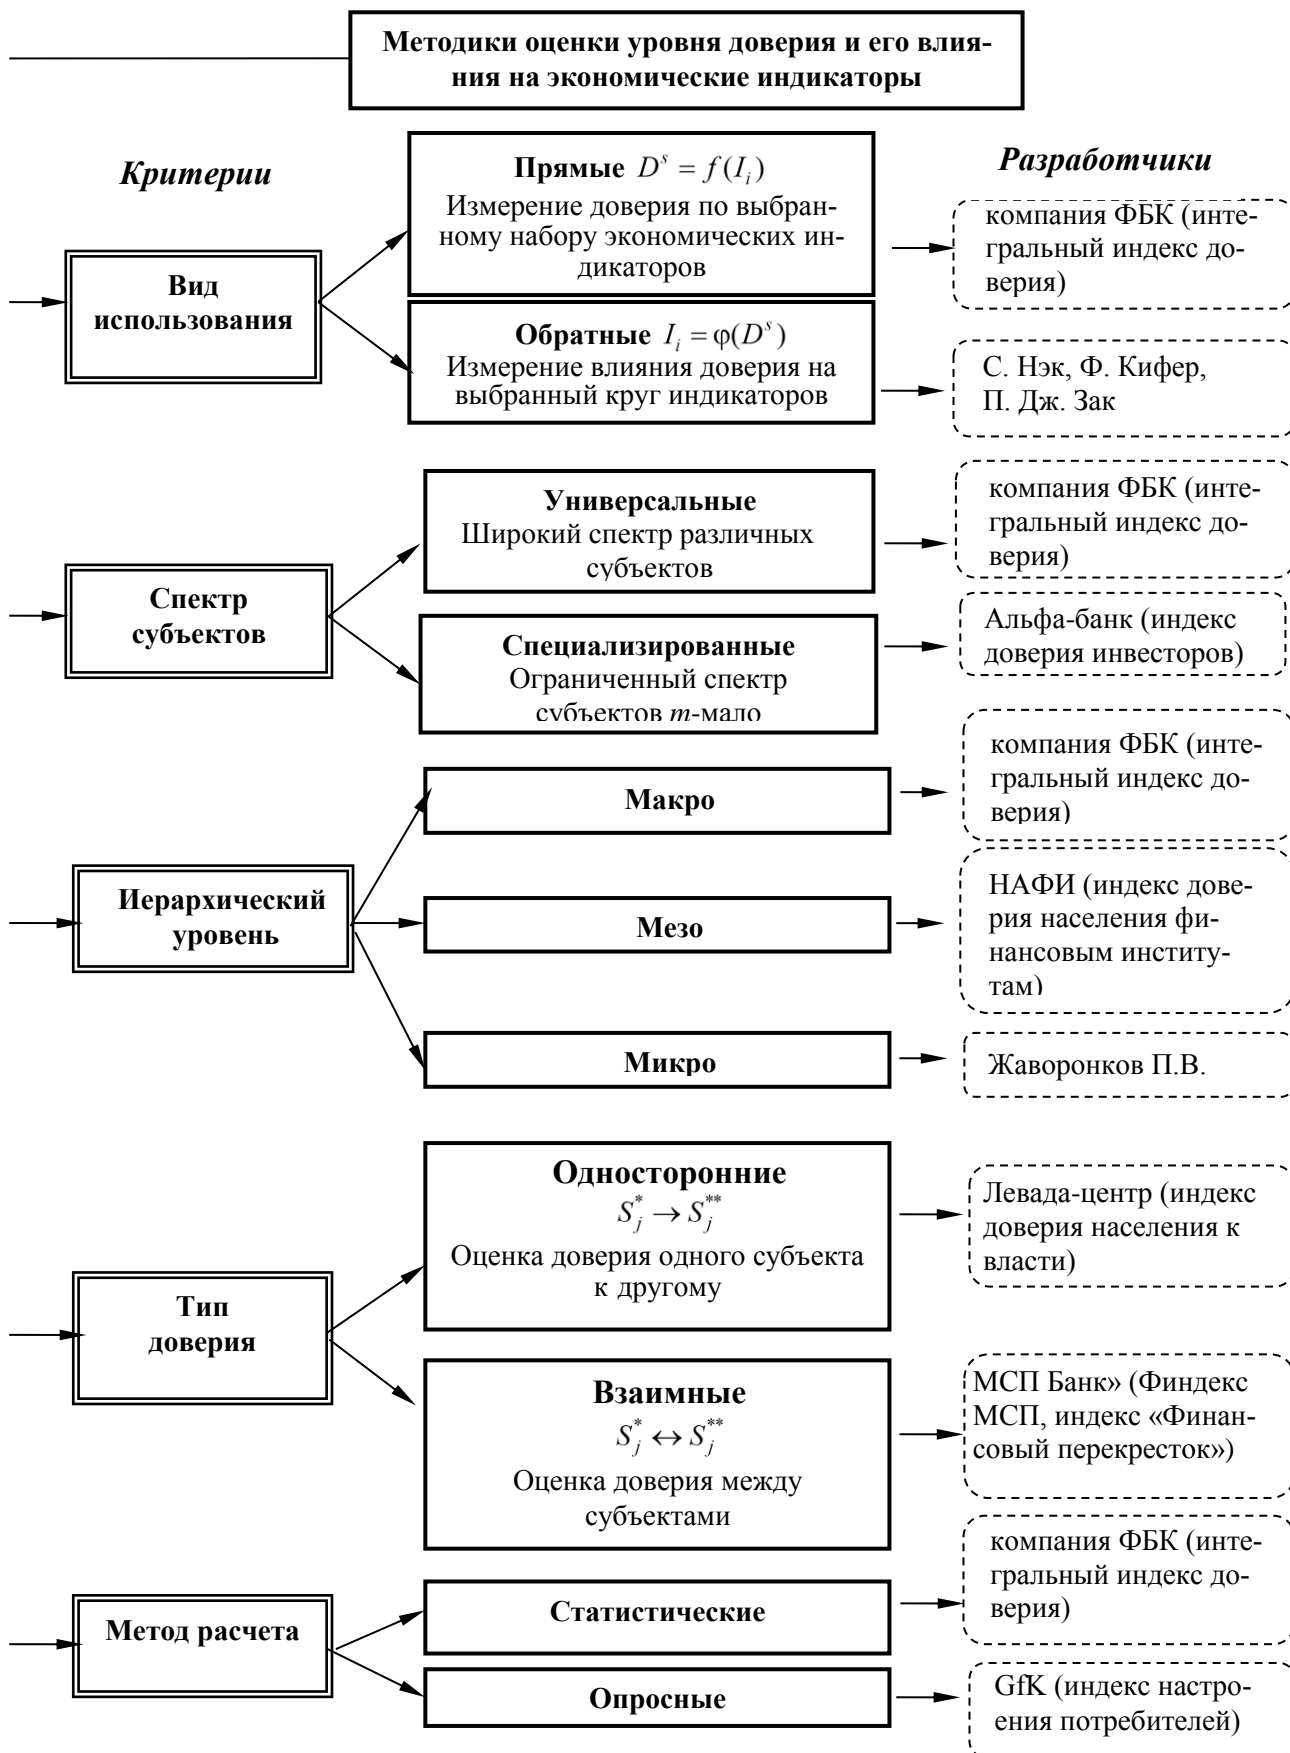 Методики оценки уровня доверия и его влия-
ния на экономические индикаторы
Критерии
Разработчики
Вид
использования
Прямые D^s = f(I_i)
Измерение доверия по выбран-
ному набору экономических ин-
дикаторов
компания ФБК (инте-
гральный индекс до-
верия)
Обратные I_i = φ(D^s)
Измерение влияния доверия на
выбранный круг индикаторов
С. Нэк, Ф. Кифер,
П. Дж. Зак
Спектр
субъектов
Универсальные
Широкий спектр различных
субъектов
компания ФБК (инте-
гральный индекс до-
верия)
Специализированные
Ограниченный спектр
субъектов m-мало
Альфа-банк (индекс
доверия инвесторов)
Иерархический
уровень
Макро
компания ФБК (инте-
гральный индекс до-
верия)
Мезо
НАФИ (индекс дове-
рия населения фи-
нансовым институ-
там)
Микро
Жаворонков П.В.
Тип
доверия
Односторонние
S_j^* → S_j^{**}
Оценка доверия одного субъекта
к другому
Левада-центр (индекс
доверия населения к
власти)
Взаимные
S_j^* ↔ S_j^{**}
Оценка доверия между
субъектами
МСП Банк» (Финдекс
МСП, индекс «Финан-
совый перекресток»)
Метод расчета
Статистические
компания ФБК (инте-
гральный индекс до-
верия)
Опросные
GfK (индекс настро-
ения потребителей)